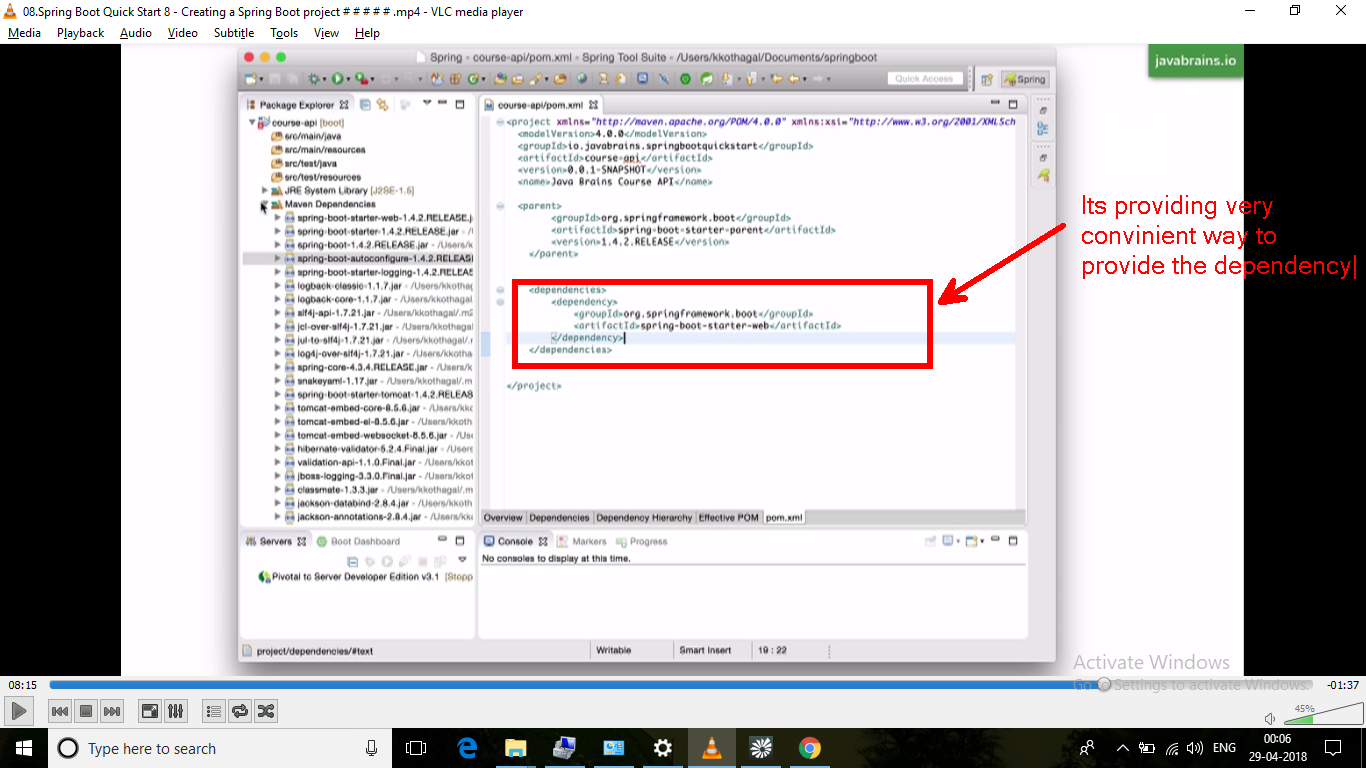 08.Spring Boot Quick Start 8 - Creating a Spring Boot project # # # # # .mp4 - VLC media player
Media Playback Audio Video Subtitle Tools View Help
Spring - course-api/pom.xml - Spring Tool Suite - /Users/kkothagal/Documents/springboot
javabrains.io
Quick Access
Spring
Package Explorer
course-api/pom.xml
course-api [boot]
src/main/java
src/main/resources
src/test/java
src/test/resources
JRE System Library [J2SE-1.5]
Maven Dependencies
spring-boot-starter-web-1.4.2.RELEASE.j
spring-boot-starter-1.4.2.RELEASE.jar - /
spring-boot-1.4.2.RELEASE.jar - /Users/k
spring-boot-autoconfigure-1.4.2.RELEAS
spring-boot-starter-logging-1.4.2.RELEAS
logback-classic-1.1.7.jar - /Users/kkotha
logback-core-1.1.7.jar - /Users/kkothagal
slf4j-api-1.7.21.jar - /Users/kkothagal/.m2
jcl-over-slf4j-1.7.21.jar - /Users/kkothag
jul-to-slf4j-1.7.21.jar - /Users/kkothagal/.
log4j-over-slf4j-1.7.21.jar - /Users/kkotha
spring-core-4.3.4.RELEASE.jar - /Users/k
snakeyaml-1.17.jar - /Users/kkothagal/.m
spring-boot-starter-tomcat-1.4.2.RELEAS
tomcat-embed-core-8.5.6.jar - /Users/kkc
tomcat-embed-el-8.5.6.jar - /Users/kkoth
tomcat-embed-websocket-8.5.6.jar - /Use
hibernate-validator-5.2.4.Final.jar - /Users
validation-api-1.1.0.Final.jar - /Users/kkot
jboss-logging-3.3.0.Final.jar - /Users/kkot
classmate-1.3.3.jar - /Users/kkothagal/.m
jackson-databind-2.8.4.jar - /Users/kkoth
jackson-annotations-2.8.4.jar - /Users/kkc
<project xmlns="http://maven.apache.org/POM/4.0.0" xmlns:xsi="http://www.w3.org/2001/XMLSch
<modelVersion>4.0.0</modelVersion>
<groupId>io.javabrains.springbootquickstart</groupId>
<artifactId>course-api</artifactId>
<version>0.0.1-SNAPSHOT</version>
<name>Java Brains Course API</name>
<parent>
<groupId>org.springframework.boot</groupId>
<artifactId>spring-boot-starter-parent</artifactId>
<version>1.4.2.RELEASE</version>
</parent>
<dependencies>
<dependency>
<groupId>org.springframework.boot</groupId>
<artifactId>spring-boot-starter-web</artifactId>
</dependency>
</dependencies>
</project>
Its providing very
convinient way to
provide the dependency
Overview Dependencies Dependency Hierarchy Effective POM pom.xml
Servers Boot Dashboard
Pivotal tc Server Developer Edition v3.1 [Stopp
Console Markers Progress
No consoles to display at this time.
project/dependencies/#text
Writable Smart Insert 19 : 22
Activate Windows
Go to Settings to activate Windows.
08:15 -01:37
45%
Type here to search
ENG
00:06
29-04-2018